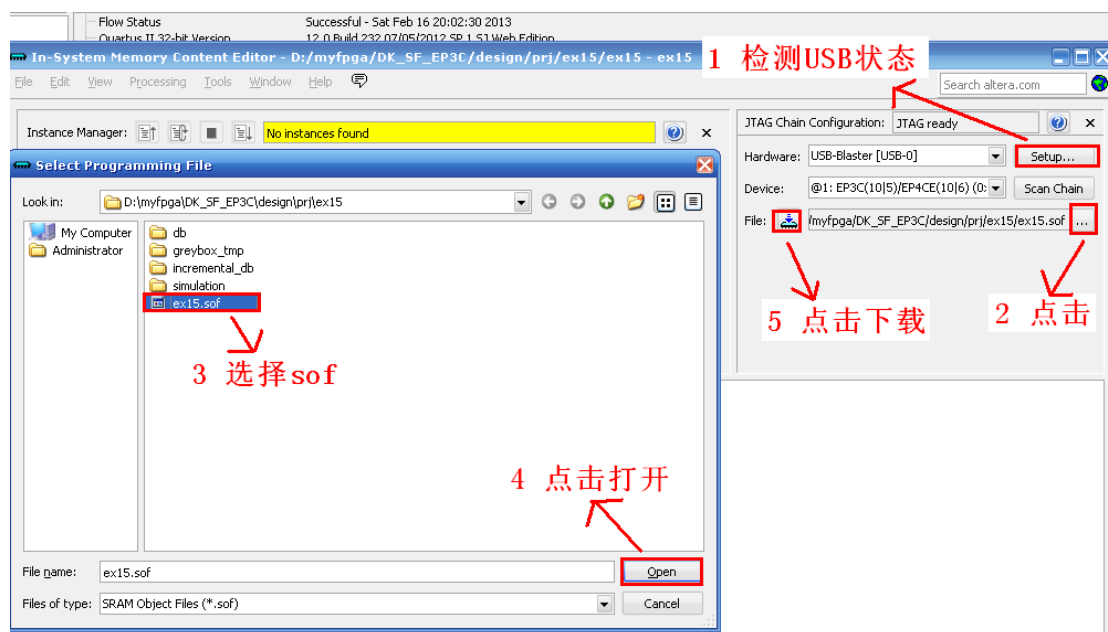 Flow Status Successful - Sat Feb 16 20:02:30 2013
Quartus II 32-bit Version 12.0 Build 232 07/05/2012 SP 1 SJ Web Edition
In-System Memory Content Editor - D:/myfpga/DK_SF_EP3C/design/prj/ex15/ex15 - ex15
1 检测USB状态
File Edit View Processing Tools Window Help
Search altera.com
Instance Manager: No instances found
JTAG Chain Configuration: JTAG ready
Hardware: USB-Blaster [USB-0] Setup...
Device: @1: EP3C(10|5)/EP4CE(10|6) (0: Scan Chain
File: /myfpga/DK_SF_EP3C/design/prj/ex15/ex15.sof ...
5 点击下载
2 点击
Select Programming File
Look in: D:\myfpga\DK_SF_EP3C\design\prj\ex15
My Computer
Administrator
db
greybox_tmp
incremental_db
simulation
ex15.sof
3 选择sof
4 点击打开
File name: ex15.sof Open
Files of type: SRAM Object Files (*.sof) Cancel